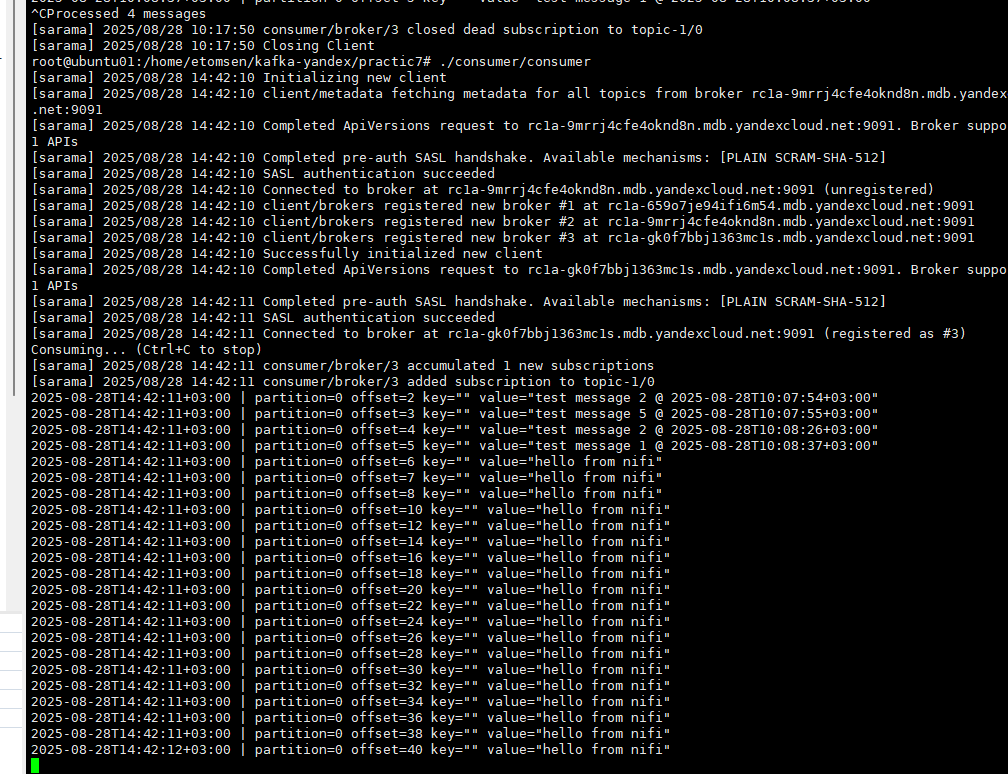 ^CProcessed 4 messages
[sarama] 2025/08/28 10:17:50 consumer/broker/3 closed dead subscription to topic-1/0
[sarama] 2025/08/28 10:17:50 Closing Client
root@ubuntu01:/home/etomsen/kafka-yandex/practic7# ./consumer/consumer
[sarama] 2025/08/28 14:42:10 Initializing new client
[sarama] 2025/08/28 14:42:10 client/metadata fetching metadata for all topics from broker rc1a-9mrrj4cfe4oknd8n.mdb.yandex
.net:9091
[sarama] 2025/08/28 14:42:10 Completed ApiVersions request to rc1a-9mrrj4cfe4oknd8n.mdb.yandexcloud.net:9091. Broker suppo
1 APIs
[sarama] 2025/08/28 14:42:10 Completed pre-auth SASL handshake. Available mechanisms: [PLAIN SCRAM-SHA-512]
[sarama] 2025/08/28 14:42:10 SASL authentication succeeded
[sarama] 2025/08/28 14:42:10 Connected to broker at rc1a-9mrrj4cfe4oknd8n.mdb.yandexcloud.net:9091 (unregistered)
[sarama] 2025/08/28 14:42:10 client/brokers registered new broker #1 at rc1a-659o7je94ifi6m54.mdb.yandexcloud.net:9091
[sarama] 2025/08/28 14:42:10 client/brokers registered new broker #2 at rc1a-9mrrj4cfe4oknd8n.mdb.yandexcloud.net:9091
[sarama] 2025/08/28 14:42:10 client/brokers registered new broker #3 at rc1a-gk0f7bbj1363mc1s.mdb.yandexcloud.net:9091
[sarama] 2025/08/28 14:42:10 Successfully initialized new client
[sarama] 2025/08/28 14:42:10 Completed ApiVersions request to rc1a-gk0f7bbj1363mc1s.mdb.yandexcloud.net:9091. Broker suppo
1 APIs
[sarama] 2025/08/28 14:42:11 Completed pre-auth SASL handshake. Available mechanisms: [PLAIN SCRAM-SHA-512]
[sarama] 2025/08/28 14:42:11 SASL authentication succeeded
[sarama] 2025/08/28 14:42:11 Connected to broker at rc1a-gk0f7bbj1363mc1s.mdb.yandexcloud.net:9091 (registered as #3)
Consuming... (Ctrl+C to stop)
[sarama] 2025/08/28 14:42:11 consumer/broker/3 accumulated 1 new subscriptions
[sarama] 2025/08/28 14:42:11 consumer/broker/3 added subscription to topic-1/0
2025-08-28T14:42:11+03:00 | partition=0 offset=2 key="" value="test message 2 @ 2025-08-28T10:07:54+03:00"
2025-08-28T14:42:11+03:00 | partition=0 offset=3 key="" value="test message 5 @ 2025-08-28T10:07:55+03:00"
2025-08-28T14:42:11+03:00 | partition=0 offset=4 key="" value="test message 2 @ 2025-08-28T10:08:26+03:00"
2025-08-28T14:42:11+03:00 | partition=0 offset=5 key="" value="test message 1 @ 2025-08-28T10:08:37+03:00"
2025-08-28T14:42:11+03:00 | partition=0 offset=6 key="" value="hello from nifi"
2025-08-28T14:42:11+03:00 | partition=0 offset=7 key="" value="hello from nifi"
2025-08-28T14:42:11+03:00 | partition=0 offset=8 key="" value="hello from nifi"
2025-08-28T14:42:11+03:00 | partition=0 offset=10 key="" value="hello from nifi"
2025-08-28T14:42:11+03:00 | partition=0 offset=12 key="" value="hello from nifi"
2025-08-28T14:42:11+03:00 | partition=0 offset=14 key="" value="hello from nifi"
2025-08-28T14:42:11+03:00 | partition=0 offset=16 key="" value="hello from nifi"
2025-08-28T14:42:11+03:00 | partition=0 offset=18 key="" value="hello from nifi"
2025-08-28T14:42:11+03:00 | partition=0 offset=20 key="" value="hello from nifi"
2025-08-28T14:42:11+03:00 | partition=0 offset=22 key="" value="hello from nifi"
2025-08-28T14:42:11+03:00 | partition=0 offset=24 key="" value="hello from nifi"
2025-08-28T14:42:11+03:00 | partition=0 offset=26 key="" value="hello from nifi"
2025-08-28T14:42:11+03:00 | partition=0 offset=28 key="" value="hello from nifi"
2025-08-28T14:42:11+03:00 | partition=0 offset=30 key="" value="hello from nifi"
2025-08-28T14:42:11+03:00 | partition=0 offset=32 key="" value="hello from nifi"
2025-08-28T14:42:11+03:00 | partition=0 offset=34 key="" value="hello from nifi"
2025-08-28T14:42:11+03:00 | partition=0 offset=36 key="" value="hello from nifi"
2025-08-28T14:42:11+03:00 | partition=0 offset=38 key="" value="hello from nifi"
2025-08-28T14:42:12+03:00 | partition=0 offset=40 key="" value="hello from nifi"